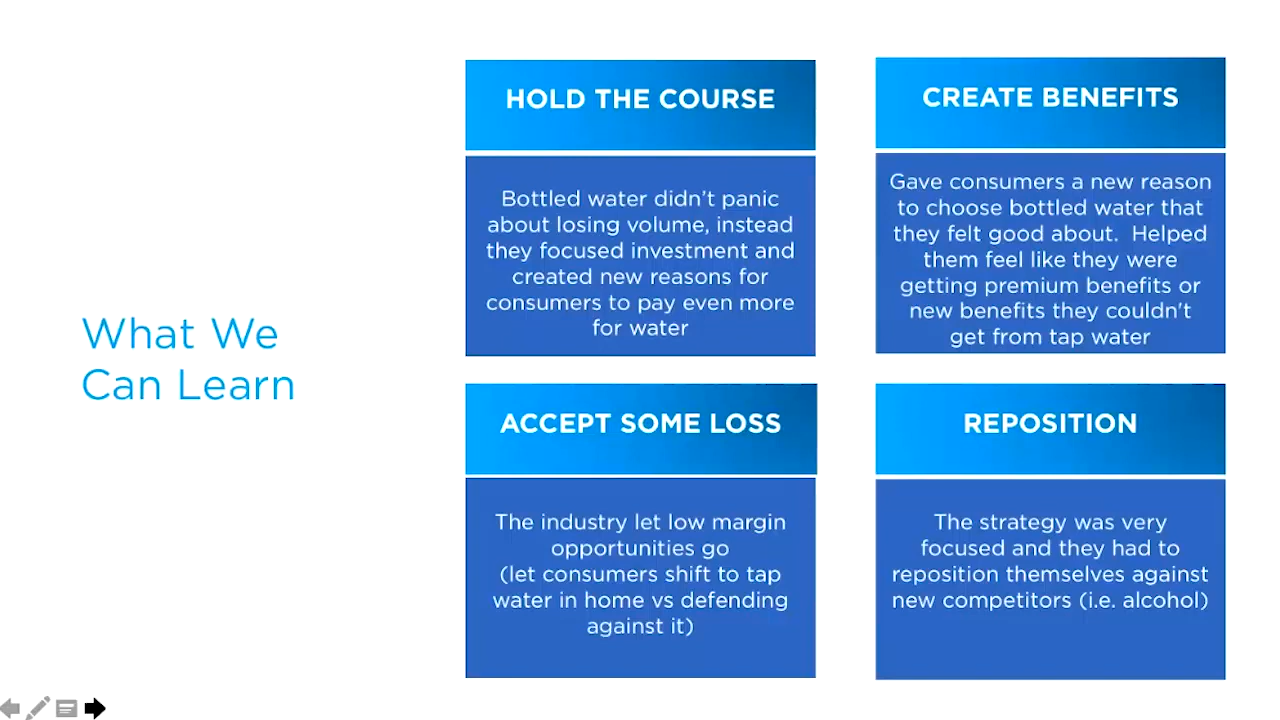 What We
Can Learn
HOLD THE COURSE
Bottled water didn't panic
about losing volume, instead
they focused investment and
created new reasons for
consumers to pay even more
for water
CREATE BENEFITS
Gave consumers a new reason
to choose bottled water that
they felt good about.  Helped
them feel like they were
getting premium benefits or
new benefits they couldn't
get from tap water
ACCEPT SOME LOSS
The industry let low margin
opportunities go
(let consumers shift to tap
water in home vs defending
against it)
REPOSITION
The strategy was very
focused and they had to
reposition themselves against
new competitors (i.e. alcohol)